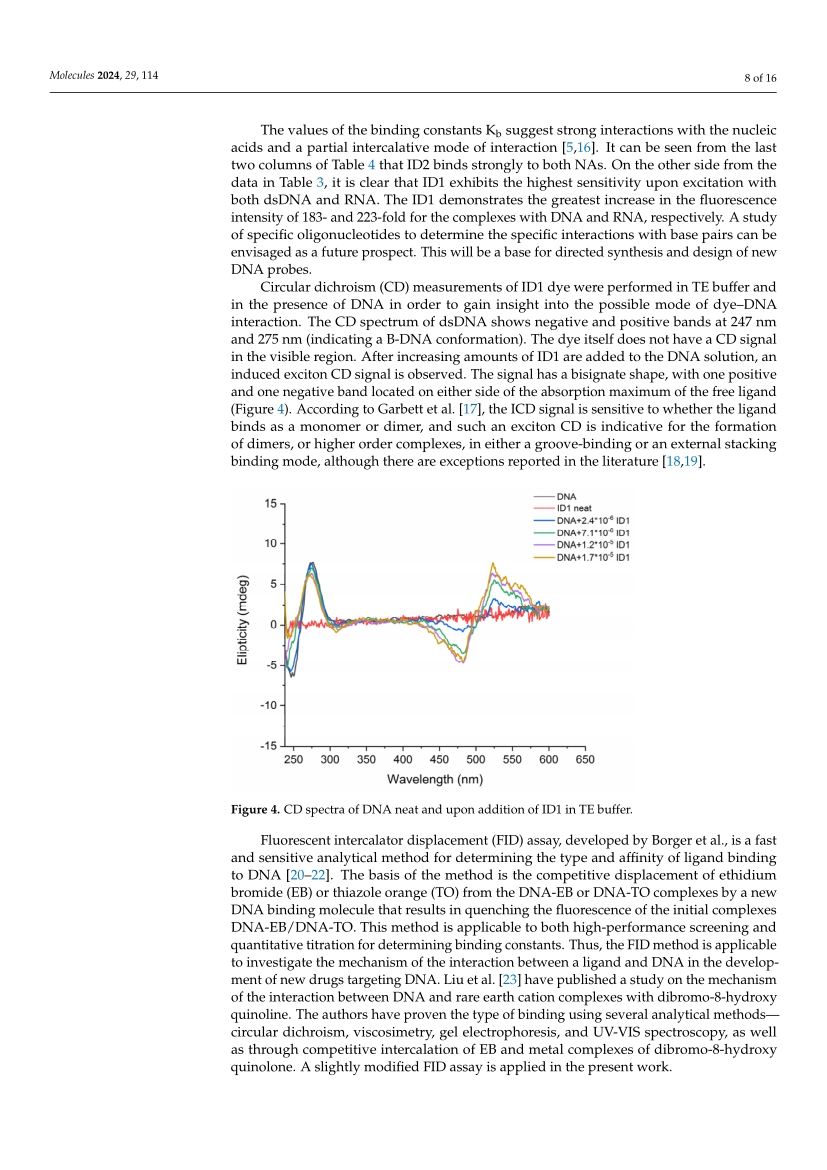 Molecules 2024, 29, 114
8 of 16
The values of the binding constants Kb suggest strong interactions with the nucleic
acids and a partial intercalative mode of interaction [5,16]. It can be seen from the last
two columns of Table 4 that ID2 binds strongly to both NAs. On the other side from the
data in Table 3, it is clear that ID1 exhibits the highest sensitivity upon excitation with
both dsDNA and RNA. The ID1 demonstrates the greatest increase in the fluorescence
intensity of 183- and 223-fold for the complexes with DNA and RNA, respectively. A study
of specific oligonucleotides to determine the specific interactions with base pairs can be
envisaged as a future prospect. This will be a base for directed synthesis and design of new
DNA probes.
Circular dichroism (CD) measurements of ID1 dye were performed in TE buffer and
in the presence of DNA in order to gain insight into the possible mode of dye–DNA
interaction. The CD spectrum of dsDNA shows negative and positive bands at 247 nm
and 275 nm (indicating a B-DNA conformation). The dye itself does not have a CD signal
in the visible region. After increasing amounts of ID1 are added to the DNA solution, an
induced exciton CD signal is observed. The signal has a bisignate shape, with one positive
and one negative band located on either side of the absorption maximum of the free ligand
(Figure 4). According to Garbett et al. [17], the ICD signal is sensitive to whether the ligand
binds as a monomer or dimer, and such an exciton CD is indicative for the formation
of dimers, or higher order complexes, in either a groove-binding or an external stacking
binding mode, although there are exceptions reported in the literature [18,19].
DNA
ID1 neat
DNA+2.4*10⁻⁶ ID1
DNA+7.1*10⁻⁶ ID1
DNA+1.2*10⁻⁵ ID1
DNA+1.7*10⁻⁵ ID1
15
10
5
0
-5
-10
-15
Elipticity (mdeg)
250 300 350 400 450 500 550 600 650
Wavelength (nm)
Figure 4. CD spectra of DNA neat and upon addition of ID1 in TE buffer.
Fluorescent intercalator displacement (FID) assay, developed by Borger et al., is a fast
and sensitive analytical method for determining the type and affinity of ligand binding
to DNA [20–22]. The basis of the method is the competitive displacement of ethidium
bromide (EB) or thiazole orange (TO) from the DNA-EB or DNA-TO complexes by a new
DNA binding molecule that results in quenching the fluorescence of the initial complexes
DNA-EB/DNA-TO. This method is applicable to both high-performance screening and
quantitative titration for determining binding constants. Thus, the FID method is applicable
to investigate the mechanism of the interaction between a ligand and DNA in the develop-
ment of new drugs targeting DNA. Liu et al. [23] have published a study on the mechanism
of the interaction between DNA and rare earth cation complexes with dibromo-8-hydroxy
quinoline. The authors have proven the type of binding using several analytical methods—
circular dichroism, viscosimetry, gel electrophoresis, and UV-VIS spectroscopy, as well
as through competitive intercalation of EB and metal complexes of dibromo-8-hydroxy
quinolone. A slightly modified FID assay is applied in the present work.